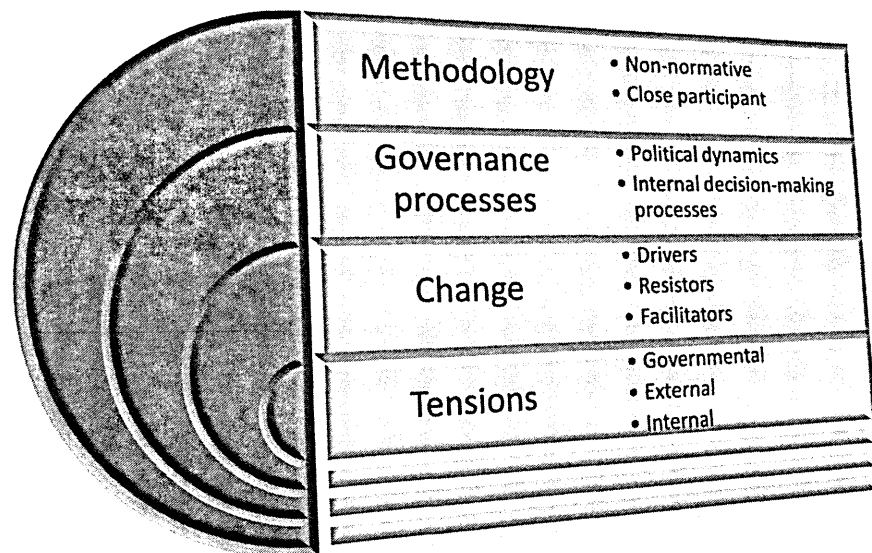 Methodology
• Non-normative
• Close participant
Governance
processes
• Political dynamics
• Internal decision-making
processes
Change
• Drivers
• Resistors
• Facilitators
Tensions
• Governmental
• External
• Internal